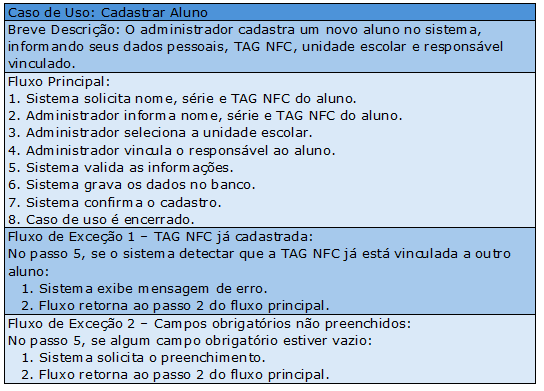 Caso de Uso: Cadastrar Aluno
Breve Descrição: O administrador cadastra um novo aluno no sistema,
informando seus dados pessoais, TAG NFC, unidade escolar e responsável
vinculado.
Fluxo Principal:
1. Sistema solicita nome, série e TAG NFC do aluno.
2. Administrador informa nome, série e TAG NFC do aluno.
3. Administrador seleciona a unidade escolar.
4. Administrador vincula o responsável ao aluno.
5. Sistema valida as informações.
6. Sistema grava os dados no banco.
7. Sistema confirma o cadastro.
8. Caso de uso é encerrado.
Fluxo de Exceção 1 – TAG NFC já cadastrada:
No passo 5, se o sistema detectar que a TAG NFC já está vinculada a outro
aluno:
1. Sistema exibe mensagem de erro.
2. Fluxo retorna ao passo 2 do fluxo principal.
Fluxo de Exceção 2 – Campos obrigatórios não preenchidos:
No passo 5, se algum campo obrigatório estiver vazio:
1. Sistema solicita o preenchimento.
2. Fluxo retorna ao passo 2 do fluxo principal.